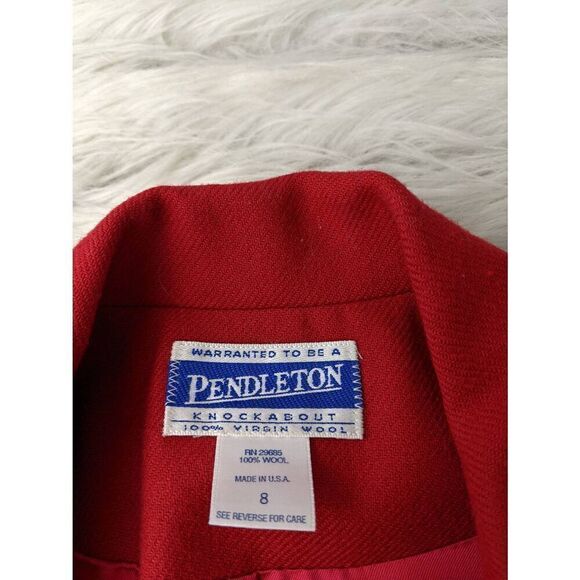 WARRANTED TO BE A
PENDLETON
KNOCKABOUT
100% VIRGIN WOOL
RN 29685
100% WOOL
MADE IN U.S.A.
8
SEE REVERSE FOR CARE